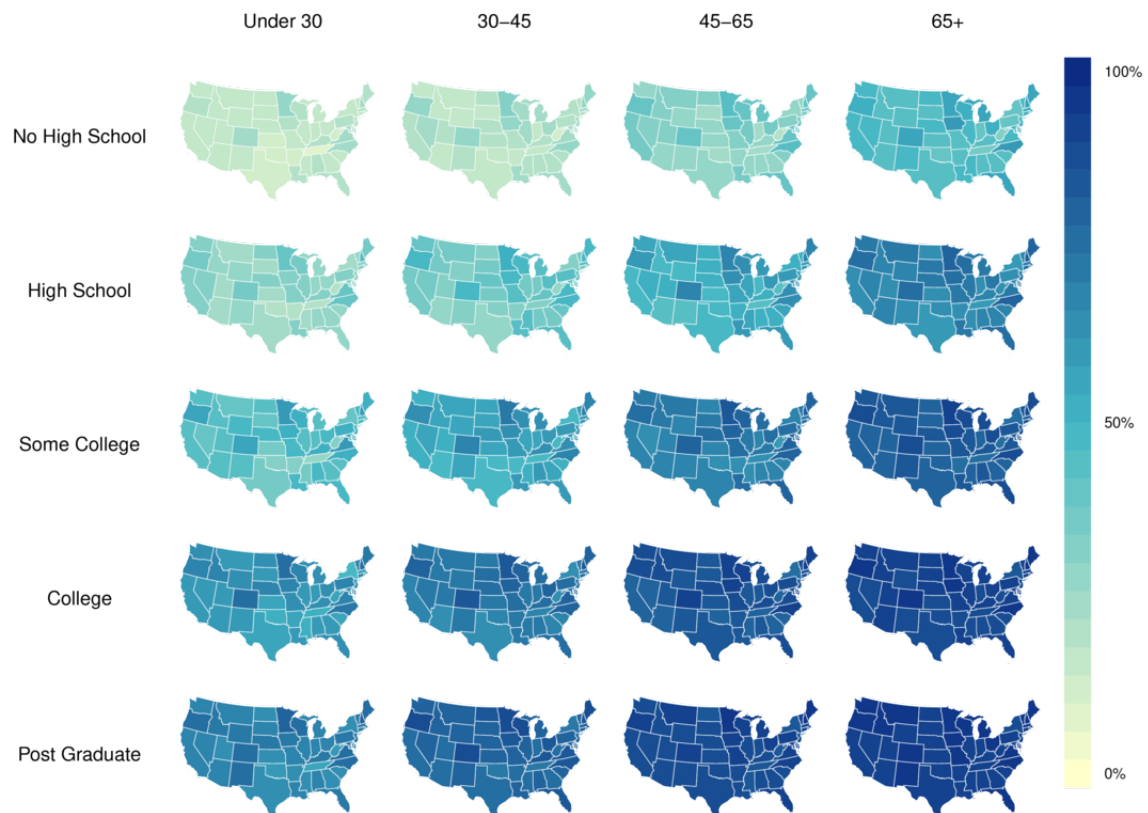 Under 30 30–45 45–65 65+
100%
No High School
High School
50%
Some College
College
Post Graduate
0%